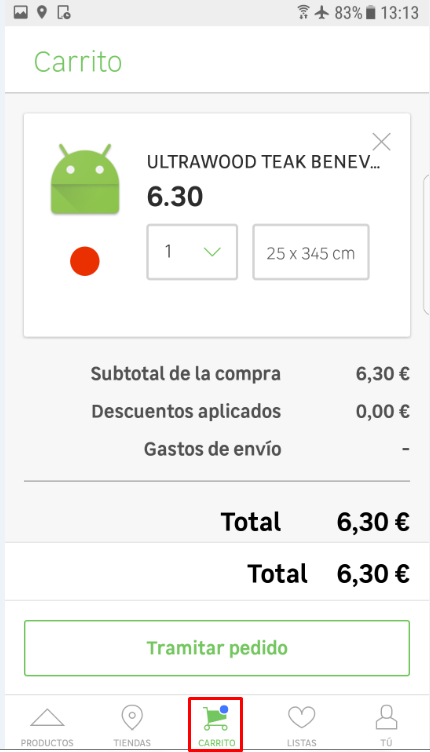 83% 13:13
Carrito
ULTRAWOOD TEAK BENEV...
6.30
1
25 x 345 cm
Subtotal de la compra 6,30 €
Descuentos aplicados 0,00 €
Gastos de envío -
Total 6,30 €
Total 6,30 €
Tramitar pedido
PRODUCTOS TIENDAS CARRITO LISTAS TÚ